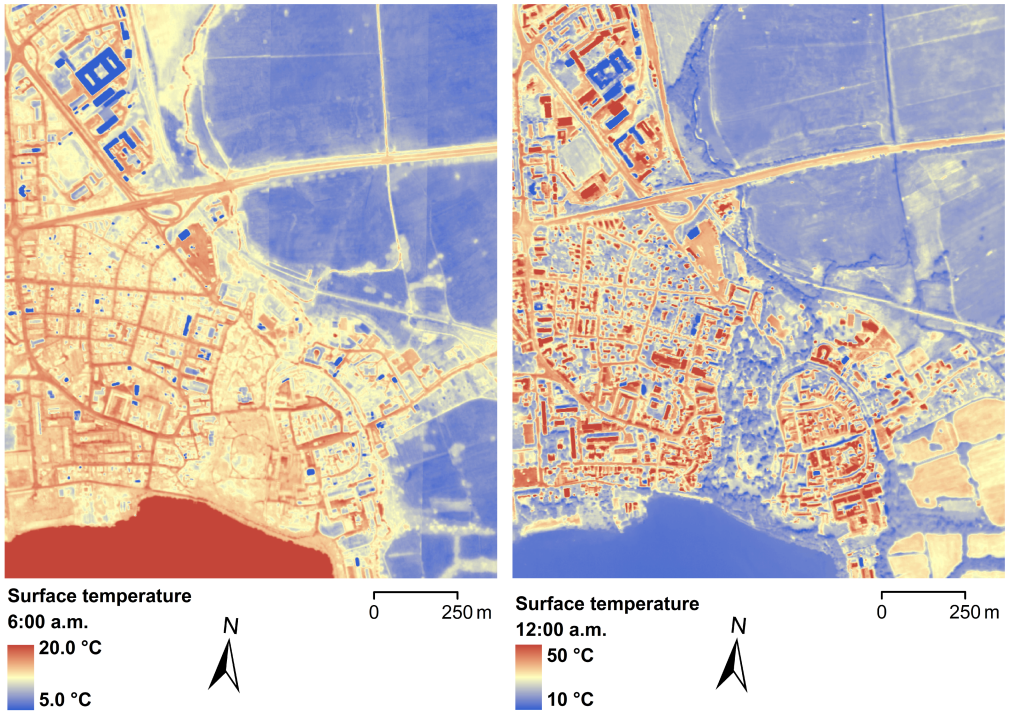 Surface temperature
6:00 a.m.
20.0 °C
5.0 °C
N
0 250 m
Surface temperature
12:00 a.m.
50 °C
10 °C
N
0 250 m